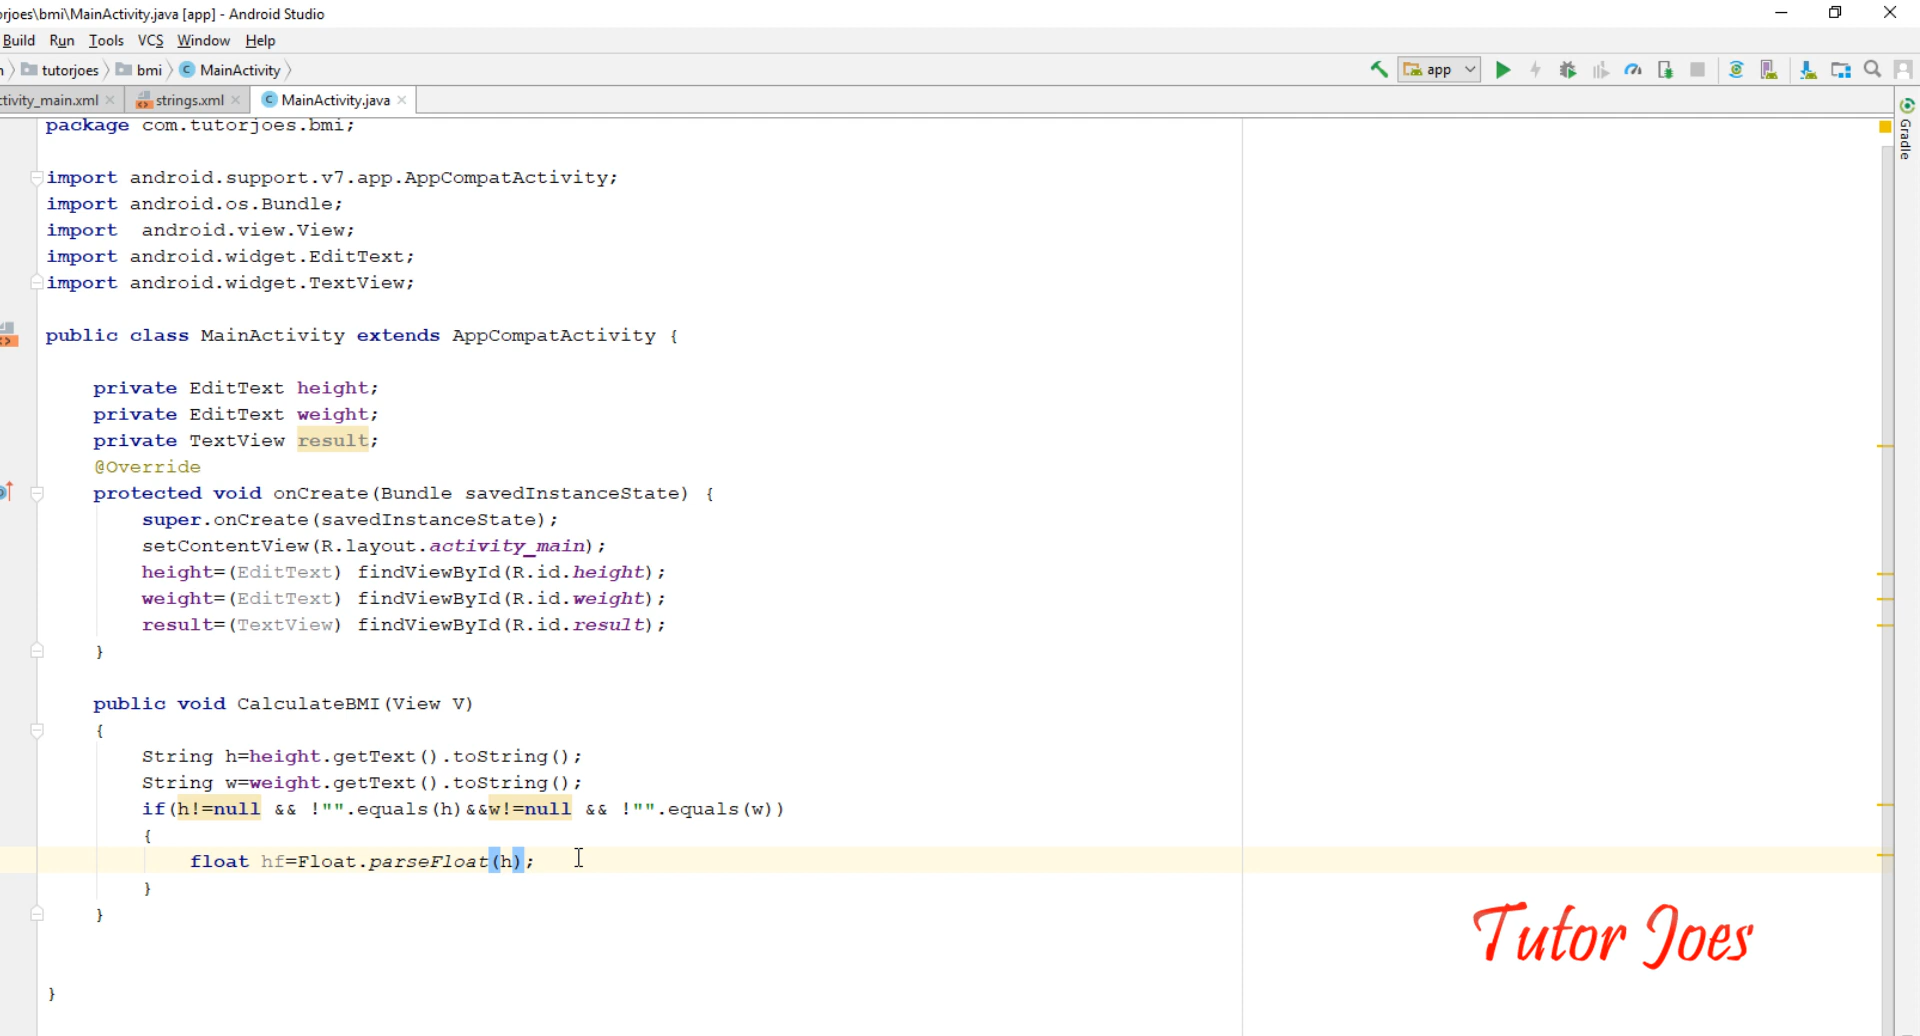 orjoes\bmi\MainActivity.java [app] - Android Studio
Build Run Tools VCS Window Help
n tutorjoes bmi MainActivity app
ctivity_main.xml strings.xml MainActivity.java
Gradle
package com.tutorjoes.bmi;
import android.support.v7.app.AppCompatActivity;
import android.os.Bundle;
import  android.view.View;
import android.widget.EditText;
import android.widget.TextView;
public class MainActivity extends AppCompatActivity {
private EditText height;
private EditText weight;
private TextView result;
@Override
protected void onCreate(Bundle savedInstanceState) {
super.onCreate(savedInstanceState);
setContentView(R.layout.activity_main);
height=(EditText) findViewById(R.id.height);
weight=(EditText) findViewById(R.id.weight);
result=(TextView) findViewById(R.id.result);
}
public void CalculateBMI(View V)
{
String h=height.getText().toString();
String w=weight.getText().toString();
if(h!=null && !"".equals(h)&&w!=null && !"".equals(w))
{
float hf=Float.parseFloat(h);
}
}
}
Tutor Joes